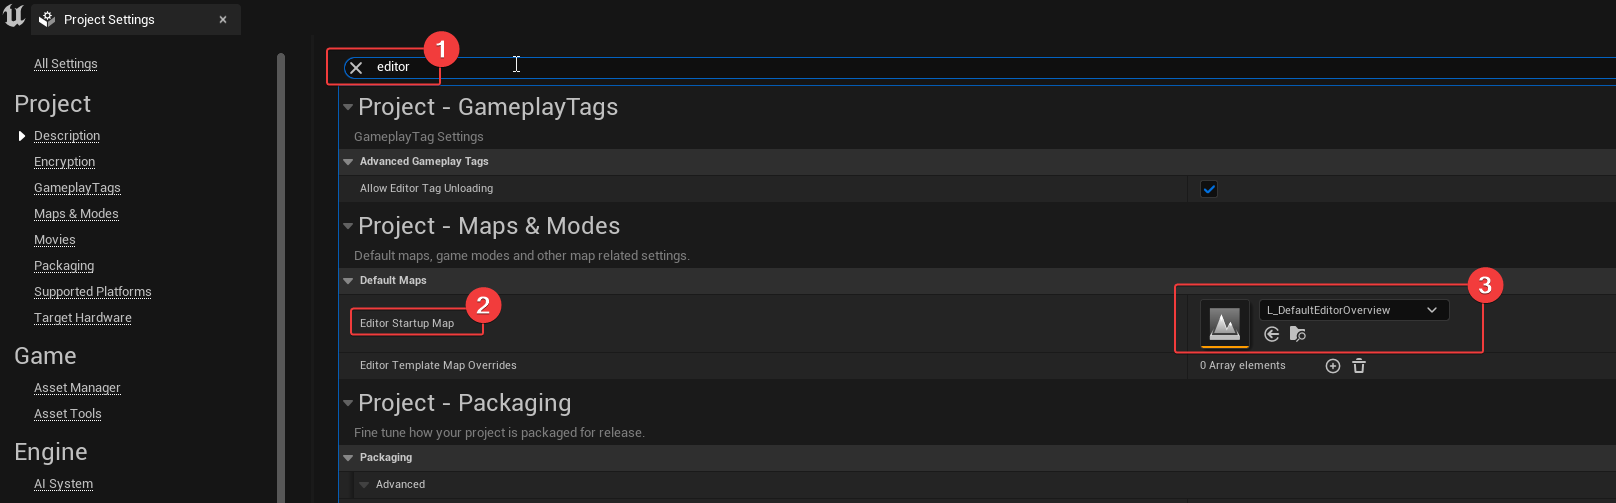 Project Settings
All Settings
Project
Description
Encryption
GameplayTags
Maps & Modes
Movies
Packaging
Supported Platforms
Target Hardware
Game
Asset Manager
Asset Tools
Engine
AI System
1
editor
Project - GameplayTags
GameplayTag Settings
Advanced Gameplay Tags
Allow Editor Tag Unloading
Project - Maps & Modes
Default maps, game modes and other map related settings.
Default Maps
2
Editor Startup Map
3
L_DefaultEditorOverview
Editor Template Map Overrides
0 Array elements
Project - Packaging
Fine tune how your project is packaged for release.
Packaging
Advanced